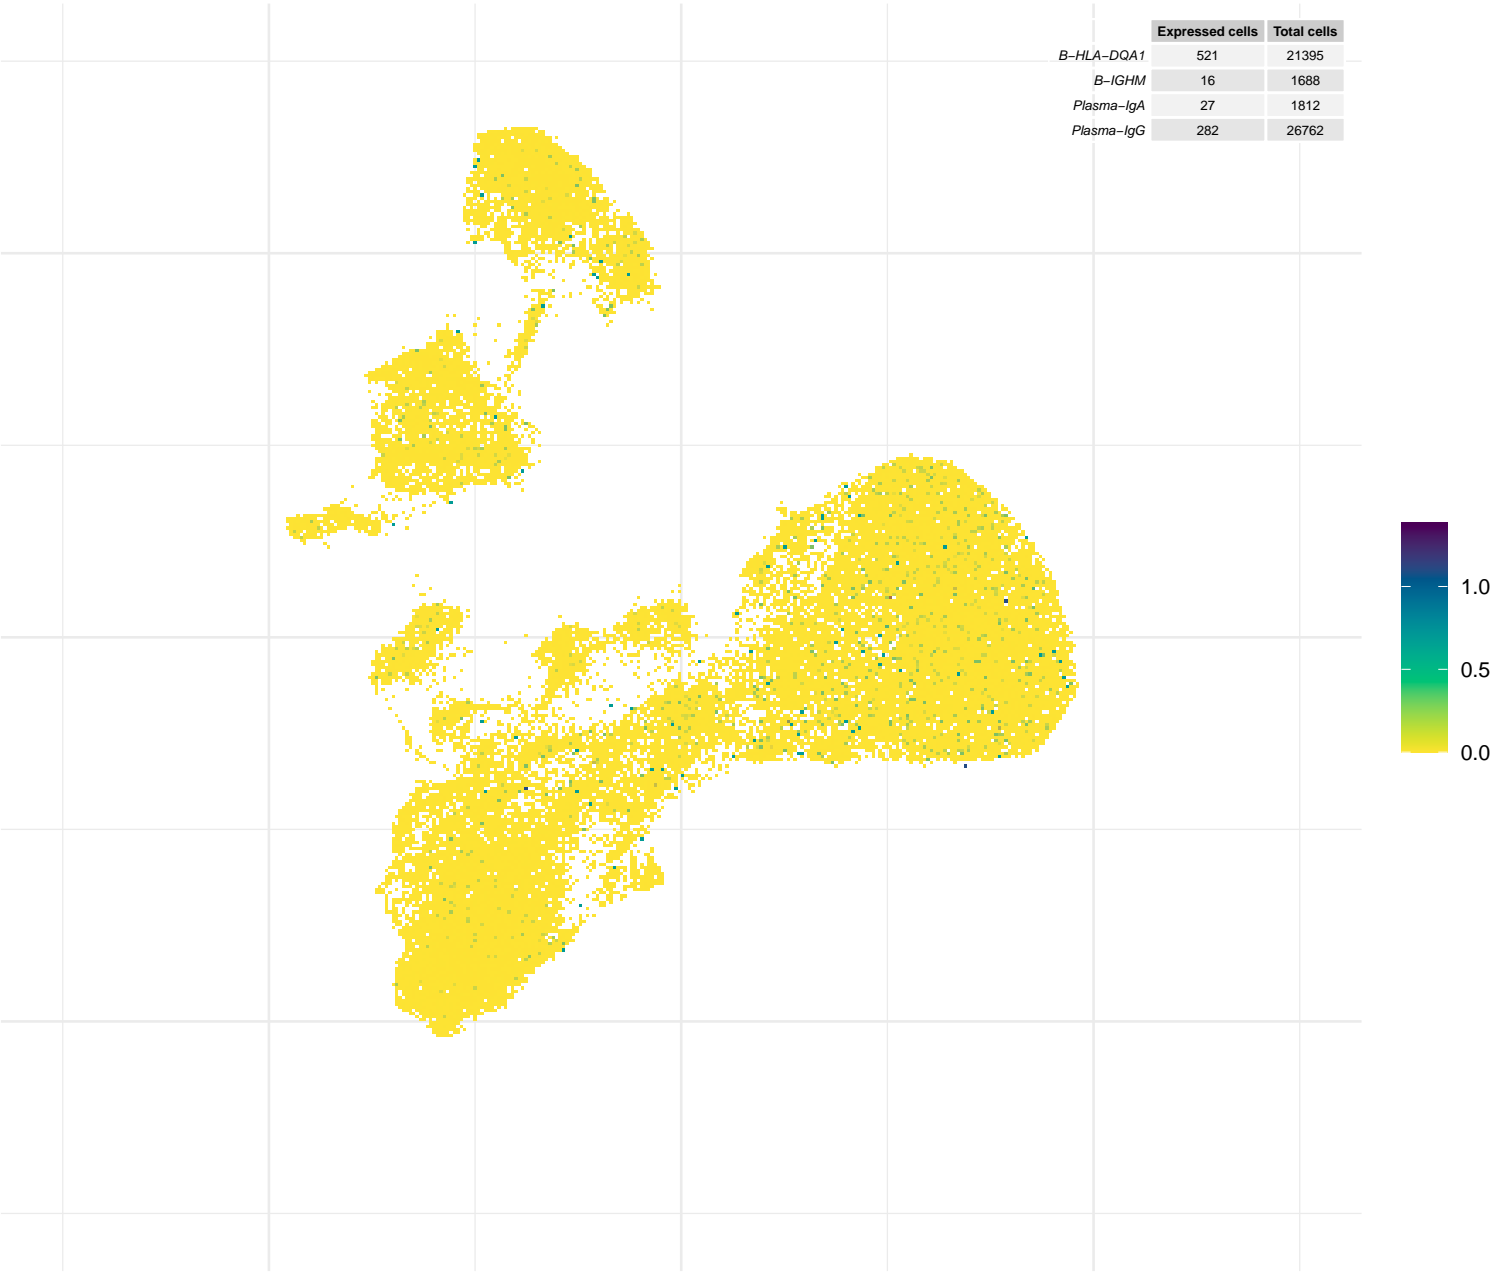 Expressed cells Total cells
B−HLA−DQA1 521 21395
B−IGHM 16 1688
Plasma−IgA 27 1812
Plasma−IgG 282 26762
1.0
0.5
0.0